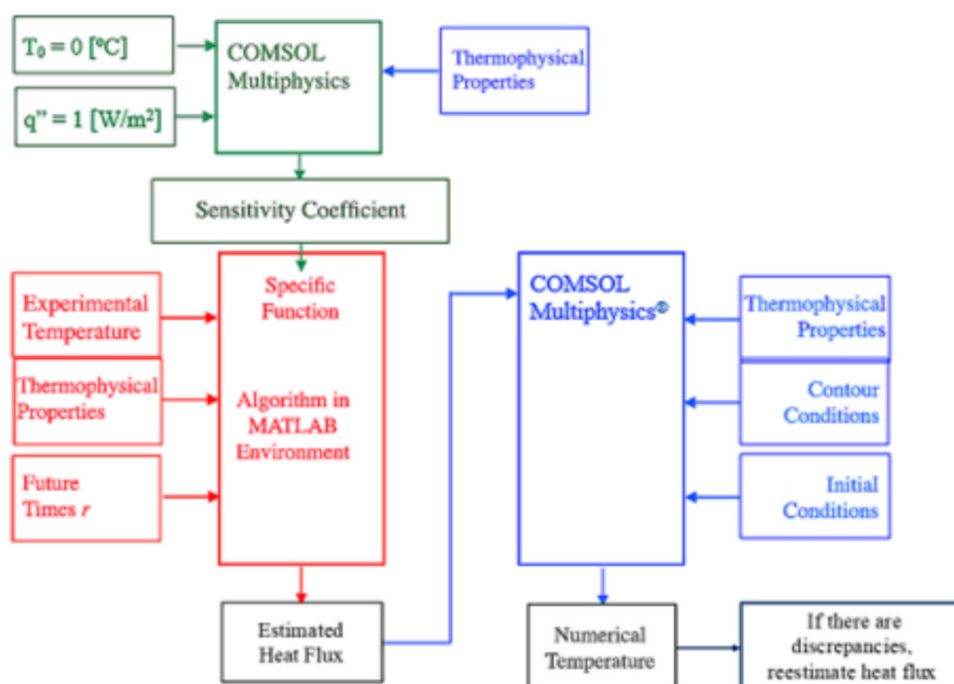 T₀ = 0 [ºC]
q” = 1 [W/m²]
COMSOL
Multiphysics
Thermophysical
Properties
Sensitivity Coefficient
Experimental
Temperature
Thermophysical
Properties
Future
Times r
Specific
Function
Algorithm in
MATLAB
Environment
COMSOL
Multiphysics®
Thermophysical
Properties
Contour
Conditions
Initial
Conditions
Estimated
Heat Flux
Numerical
Temperature
If there are
discrepancies,
reestimate heat flux